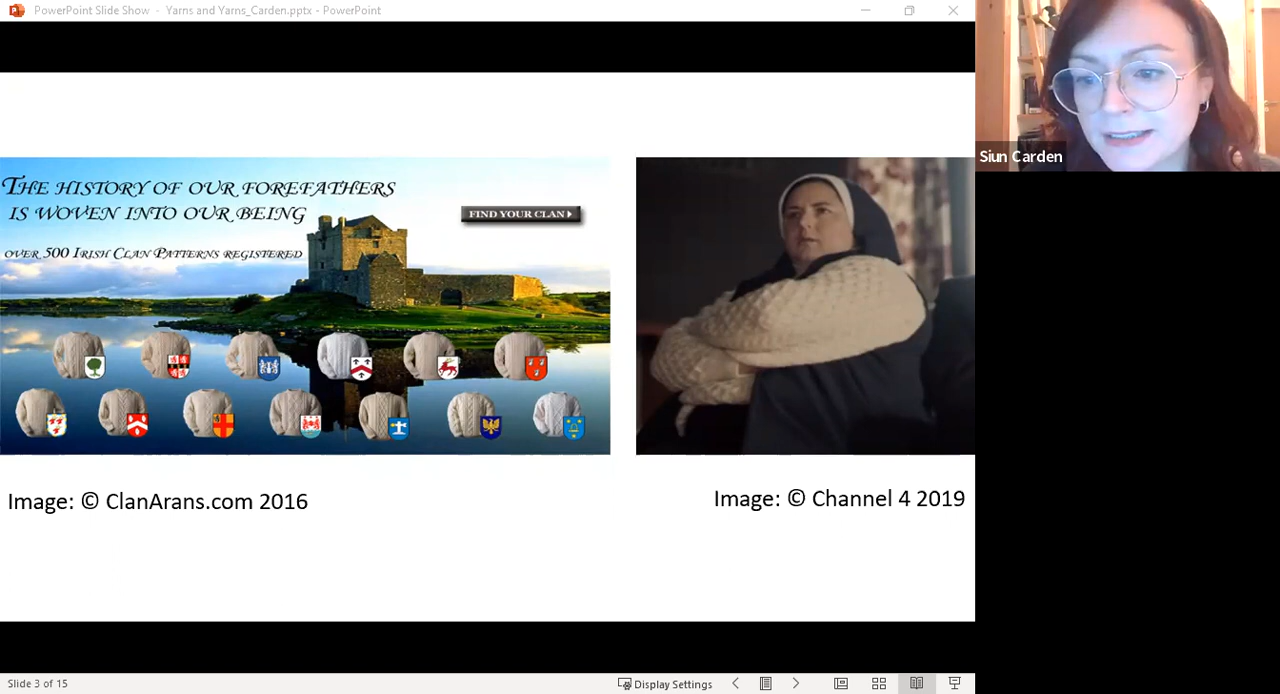 PowerPoint Slide Show - Yarns and Yarns_Carden.pptx - PowerPoint
THE HISTORY OF OUR FOREFATHERS
IS WOVEN INTO OUR BEING
FIND YOUR CLAN
OVER 500 IRISH CLAN PATTERNS REGISTERED
Image: © ClanArans.com 2016
Image: © Channel 4 2019
Siun Carden
Slide 3 of 15
Display Settings